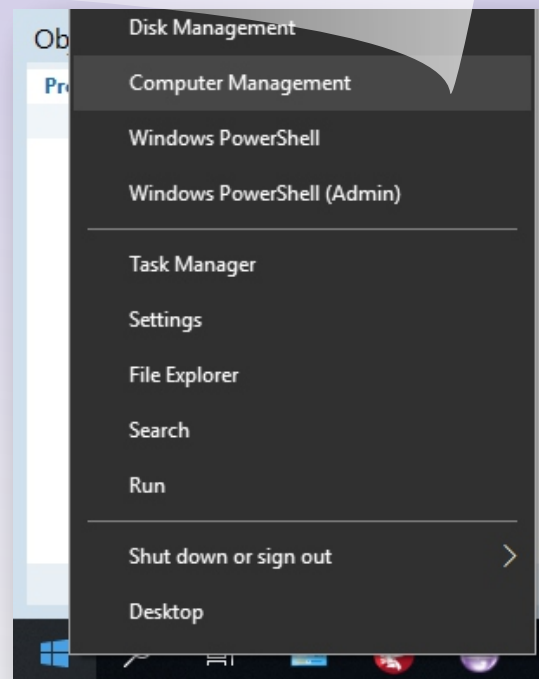 Ob
Disk Management
Pr
Computer Management
Windows PowerShell
Windows PowerShell (Admin)
Task Manager
Settings
File Explorer
Search
Run
Shut down or sign out
Desktop